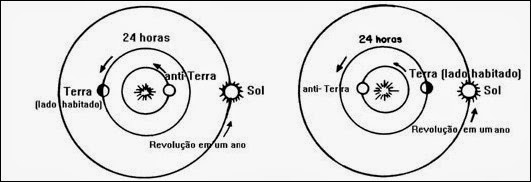 24 horas
anti-Terra
Terra
(lado habitado)
Sol
Revolução em um ano
24 horas
Terra (lado habitado)
anti- Terra
Sol
Revolução em um ano